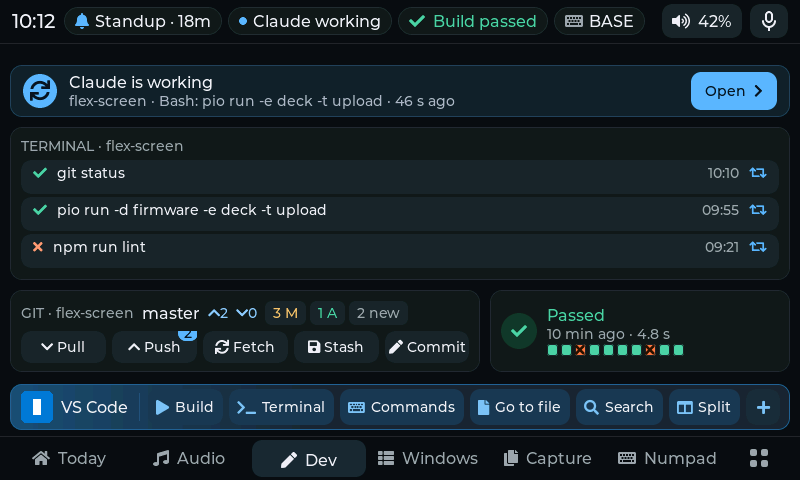 10:12 Standup · 18m Claude working Build passed BASE 42%
Claude is working
flex-screen · Bash: pio run -e deck -t upload · 46 s ago
Open
TERMINAL · flex-screen
git status 10:10
pio run -d firmware -e deck -t upload 09:55
npm run lint 09:21
GIT · flex-screen master 2 0 3 M 1 A 2 new
2
Pull Push Fetch Stash Commit
Passed
10 min ago · 4.8 s
VS Code Build Terminal Commands Go to file Search Split
Today Audio Dev Windows Capture Numpad